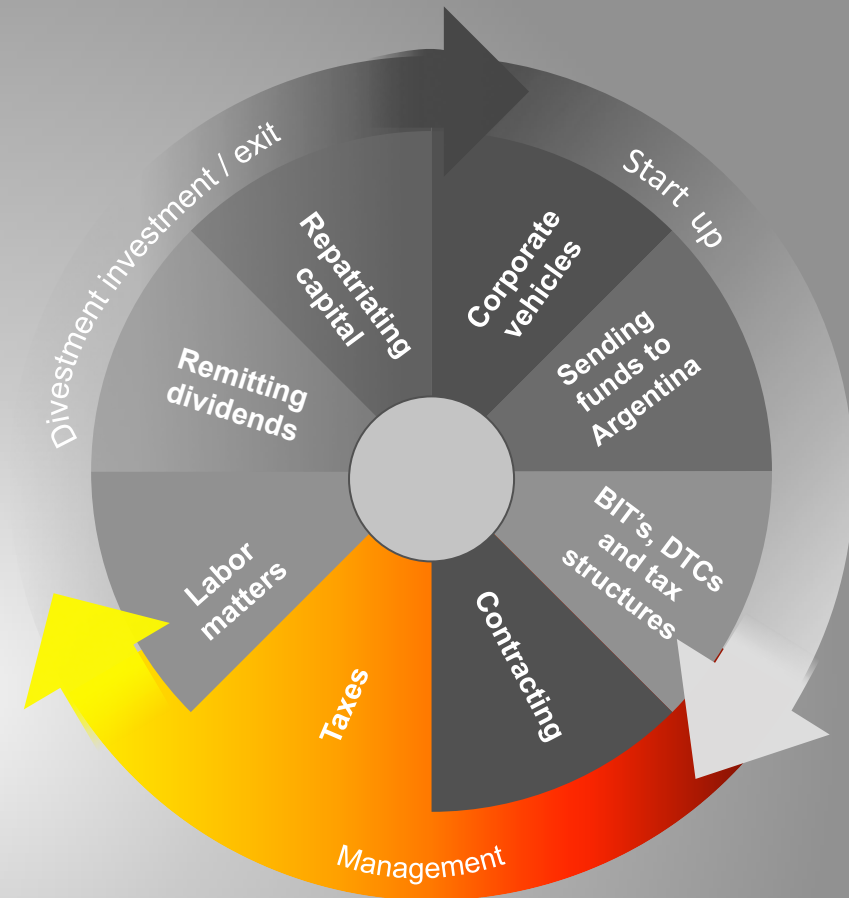 Start up
Corporate
vehicles
Sending
funds to
Argentina
BIT's, DTCs
and tax
structures
Contracting
Management
Taxes
Labor
matters
Divestment investment / exit
Remitting
dividends
Repatriating
capital